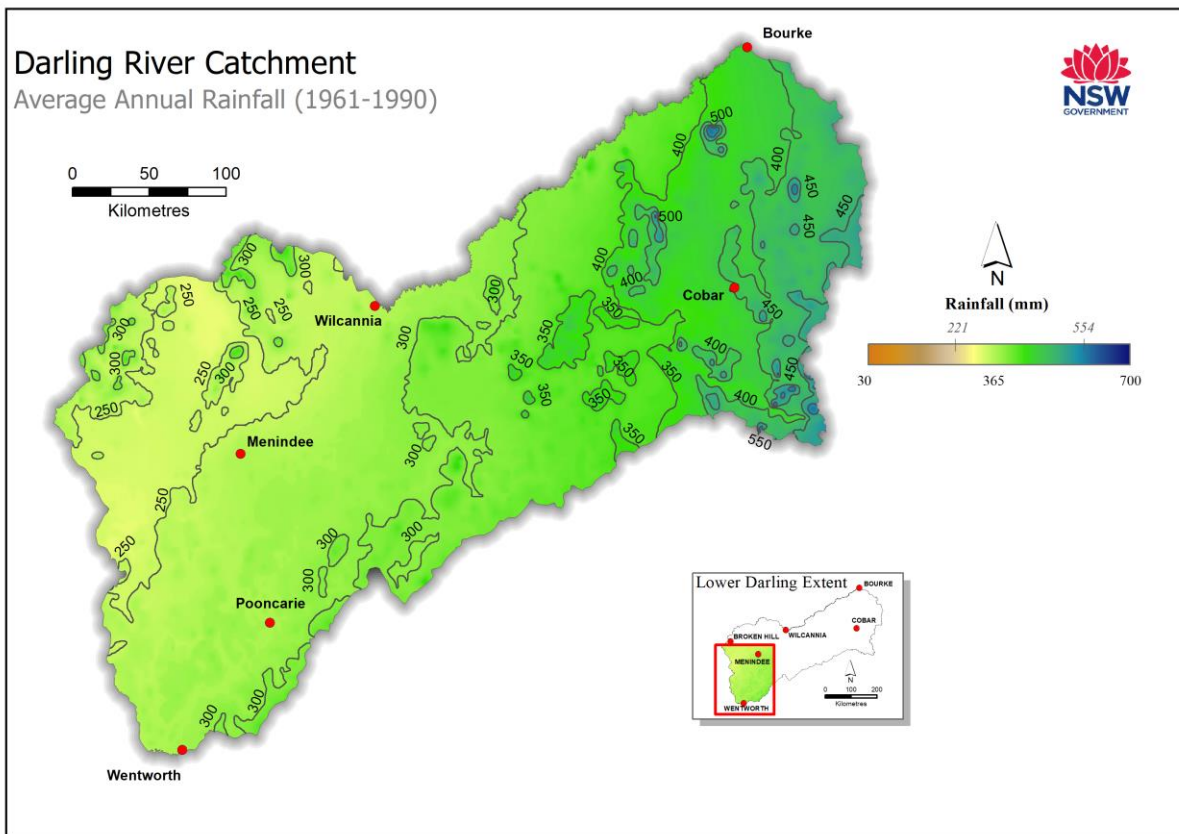 Darling River Catchment
Average Annual Rainfall (1961-1990)
0 50 100
Kilometres
Bourke
NSW
GOVERNMENT
500
400
400
450
450
450
500
400
400
Cobar
450
N
Rainfall (mm)
221 554
30 365 700
300
300
250
250
250
300
300
Wilcannia
300
300
350
350
350
350
350
350
350
400
400
450
550
250
300
250
Menindee
300
250
250
300
300
300
300
Pooncarie
300
300
Wentworth
Lower Darling Extent
BOURKE
COBAR
WILCANNIA
BROKEN HILL
MENINDEE
N
0 100 200
Kilometres
WENTWORTH